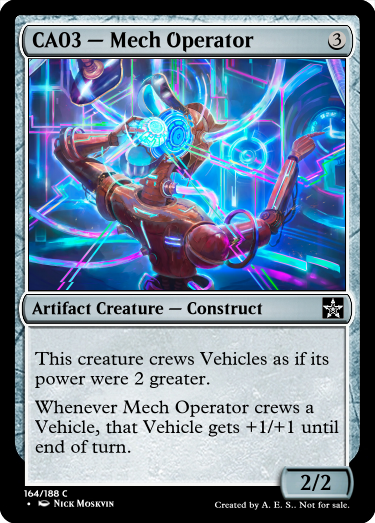 CA03 — Mech Operator 3
Artifact Creature — Construct
This creature crews Vehicles as if its
power were 2 greater.
Whenever Mech Operator crews a
Vehicle, that Vehicle gets +1/+1 until
end of turn.
2/2
164/188 C
• Nick Moskvin
Created by A. E. S.. Not for sale.